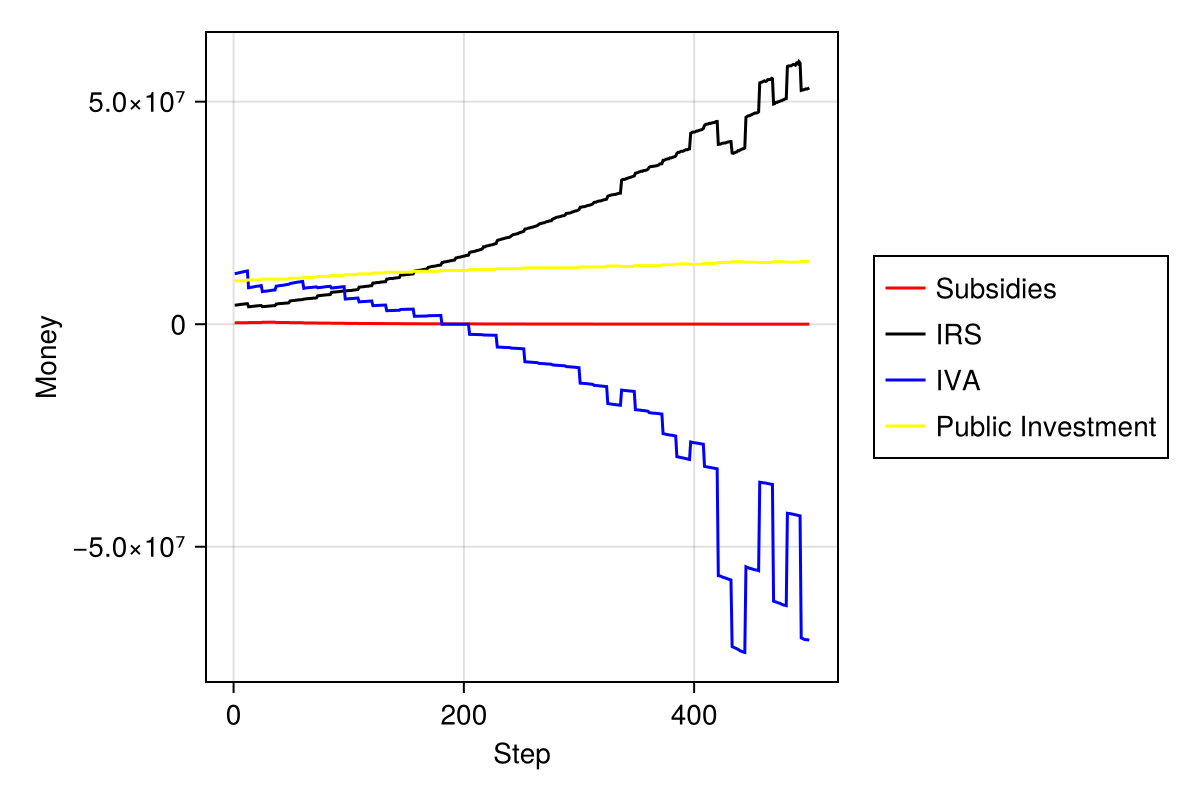 5.0×10⁷
0
−5.0×10⁷
Money
0
200
400
Step
Subsidies
IRS
IVA
Public Investment